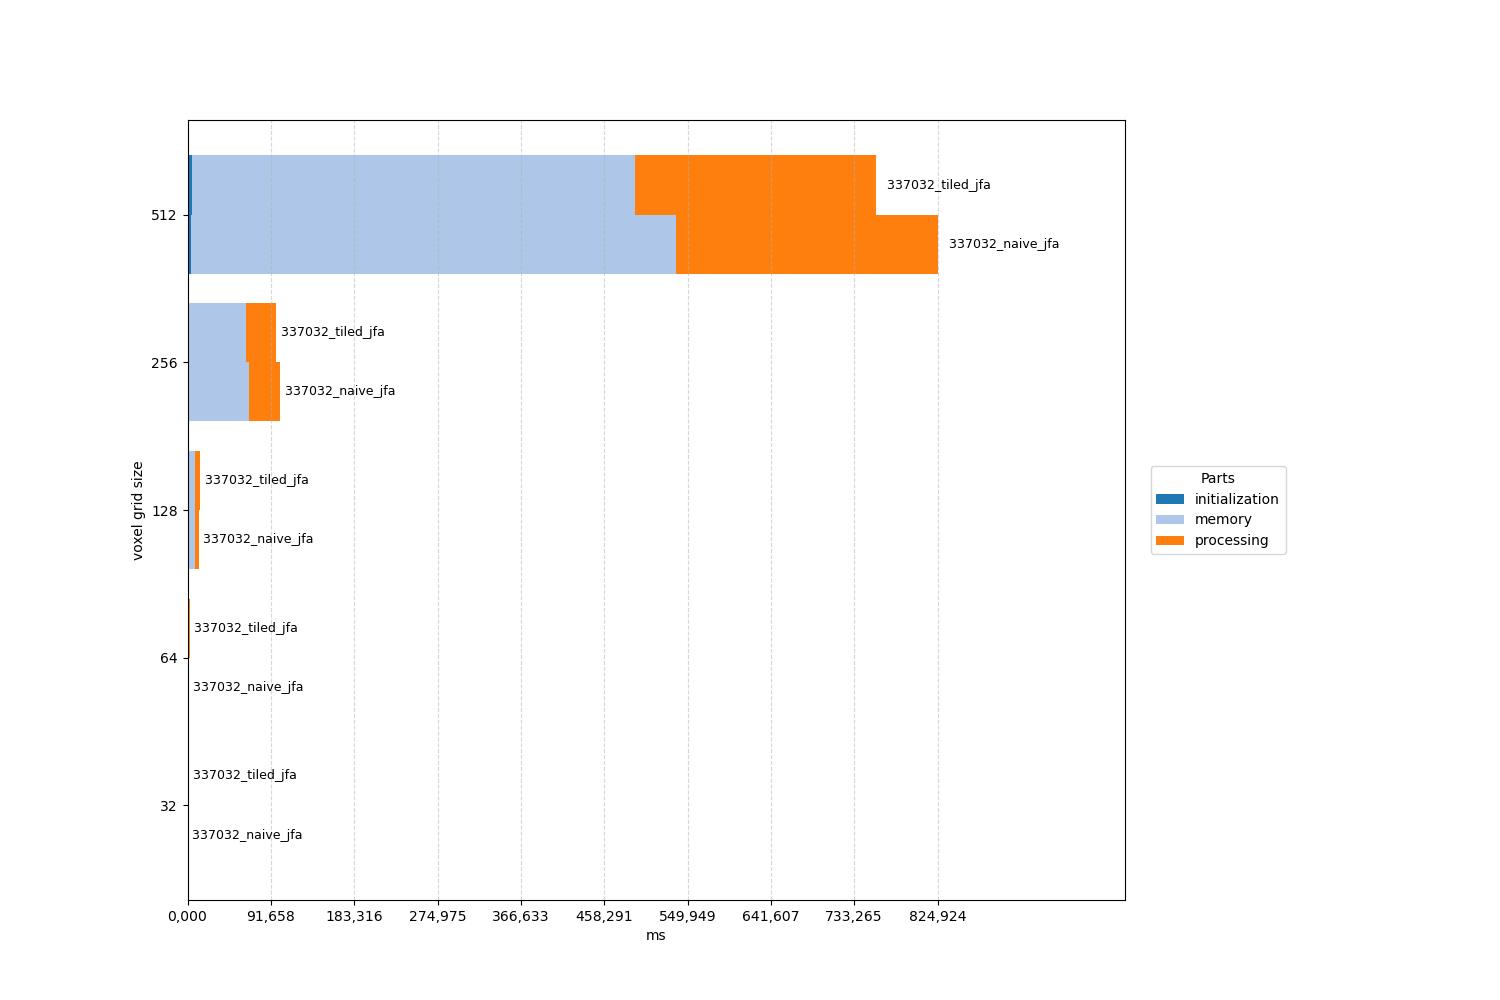 337032_tiled_jfa
512
337032_naive_jfa
337032_tiled_jfa
256
337032_naive_jfa
voxel grid size
337032_tiled_jfa
128
337032_naive_jfa
337032_tiled_jfa
64
337032_naive_jfa
337032_tiled_jfa
32
337032_naive_jfa
0,000 91,658 183,316 274,975 366,633 458,291 549,949 641,607 733,265 824,924
ms
Parts
initialization
memory
processing